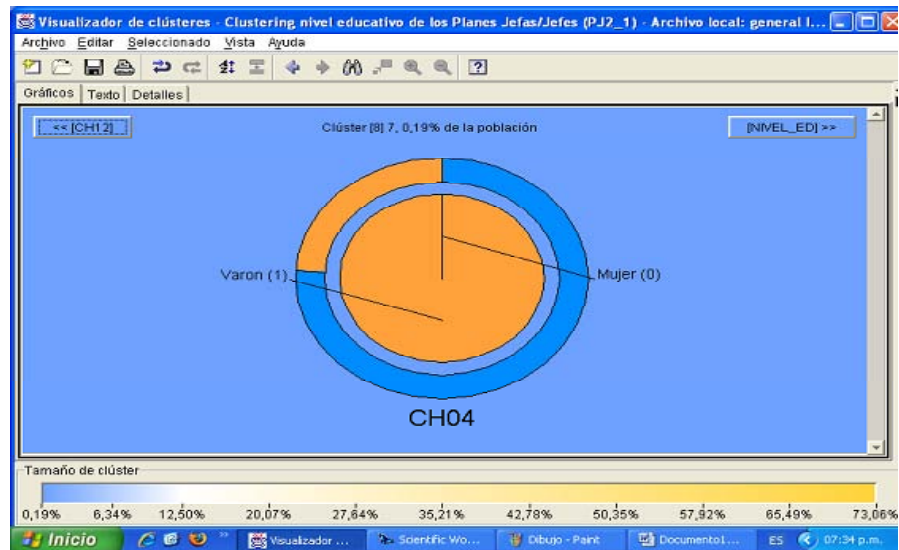 Visualizador de clústeres - Clustering nivel educativo de los Planes Jefas/Jefes (PJ2_1) - Archivo local: general l...
Archivo Editar Seleccionado Vista Ayuda
Gráficos Texto Detalles
<< [CH12]
Clúster [8] 7, 0,19% de la población
[NIVEL_ED] >>
Varon (1)
Mujer (0)
CH04
Tamaño de clúster
0,19% 6,34% 12,50% 20,07% 27,64% 35,21% 42,78% 50,35% 57,92% 65,49% 73,06%
Inicio Visualizador ... Scientific Wo... Dibujo - Paint Documento1... ES 07:34 p.m.